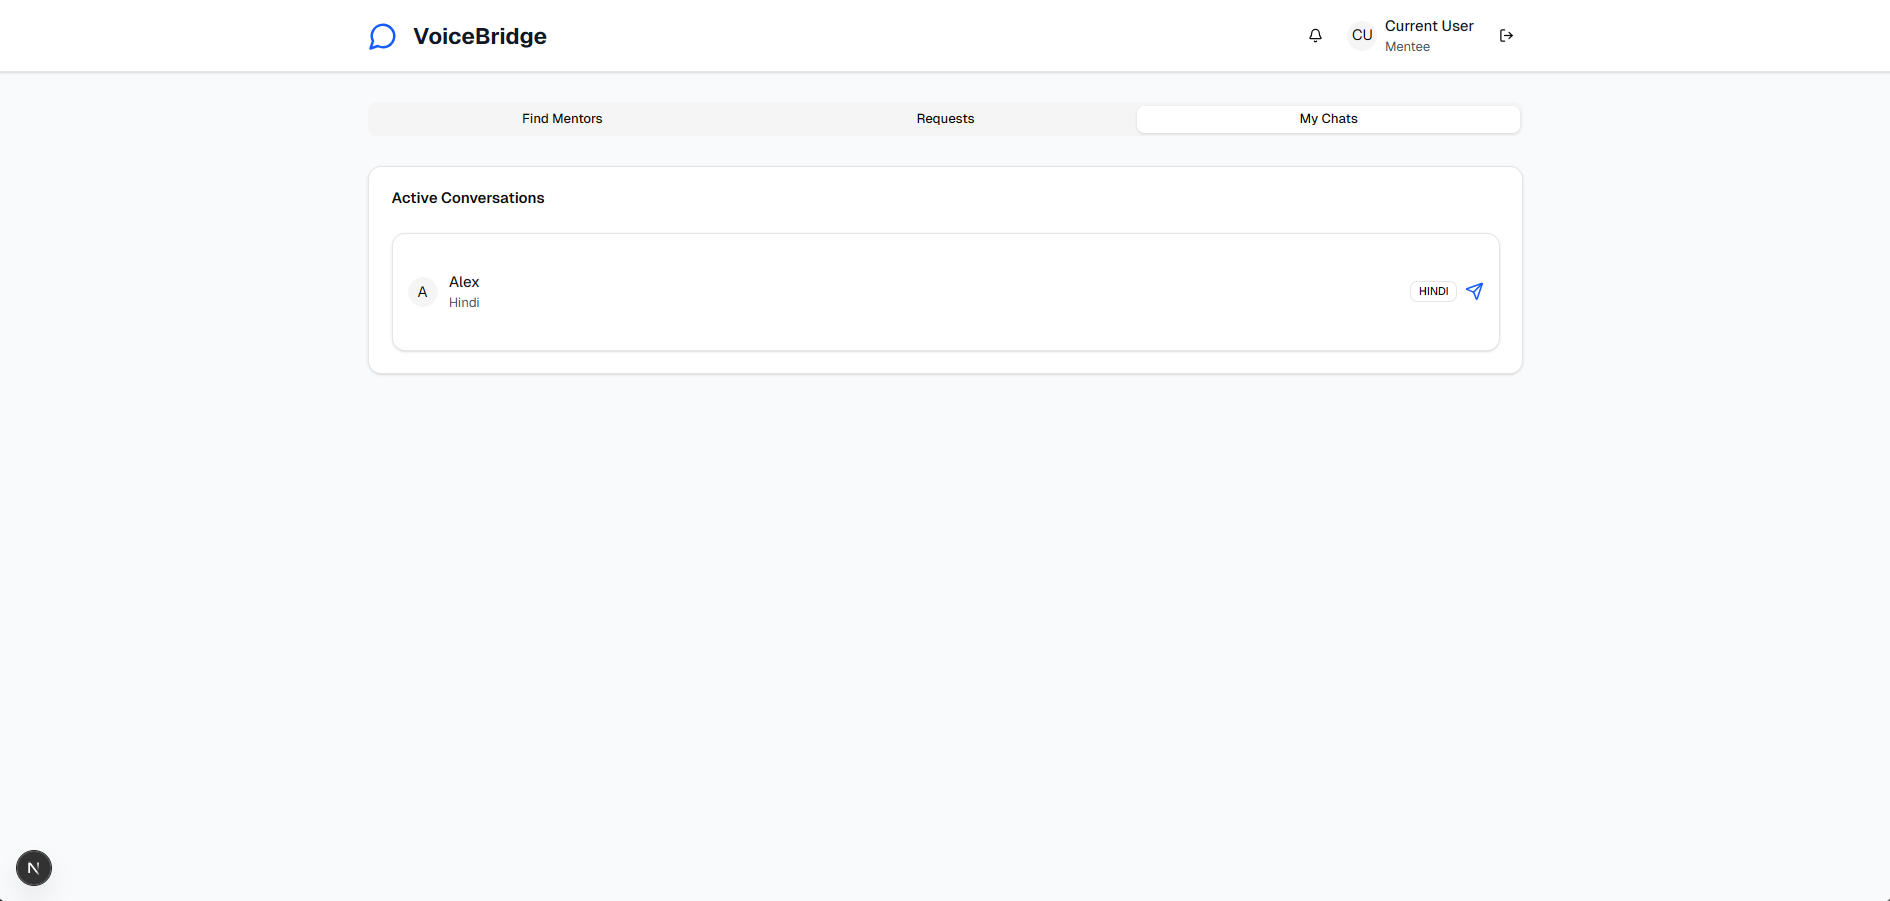 VoiceBridge
CU
Current User
Mentee
Find Mentors
Requests
My Chats
Active Conversations
A
Alex
Hindi
HINDI
N